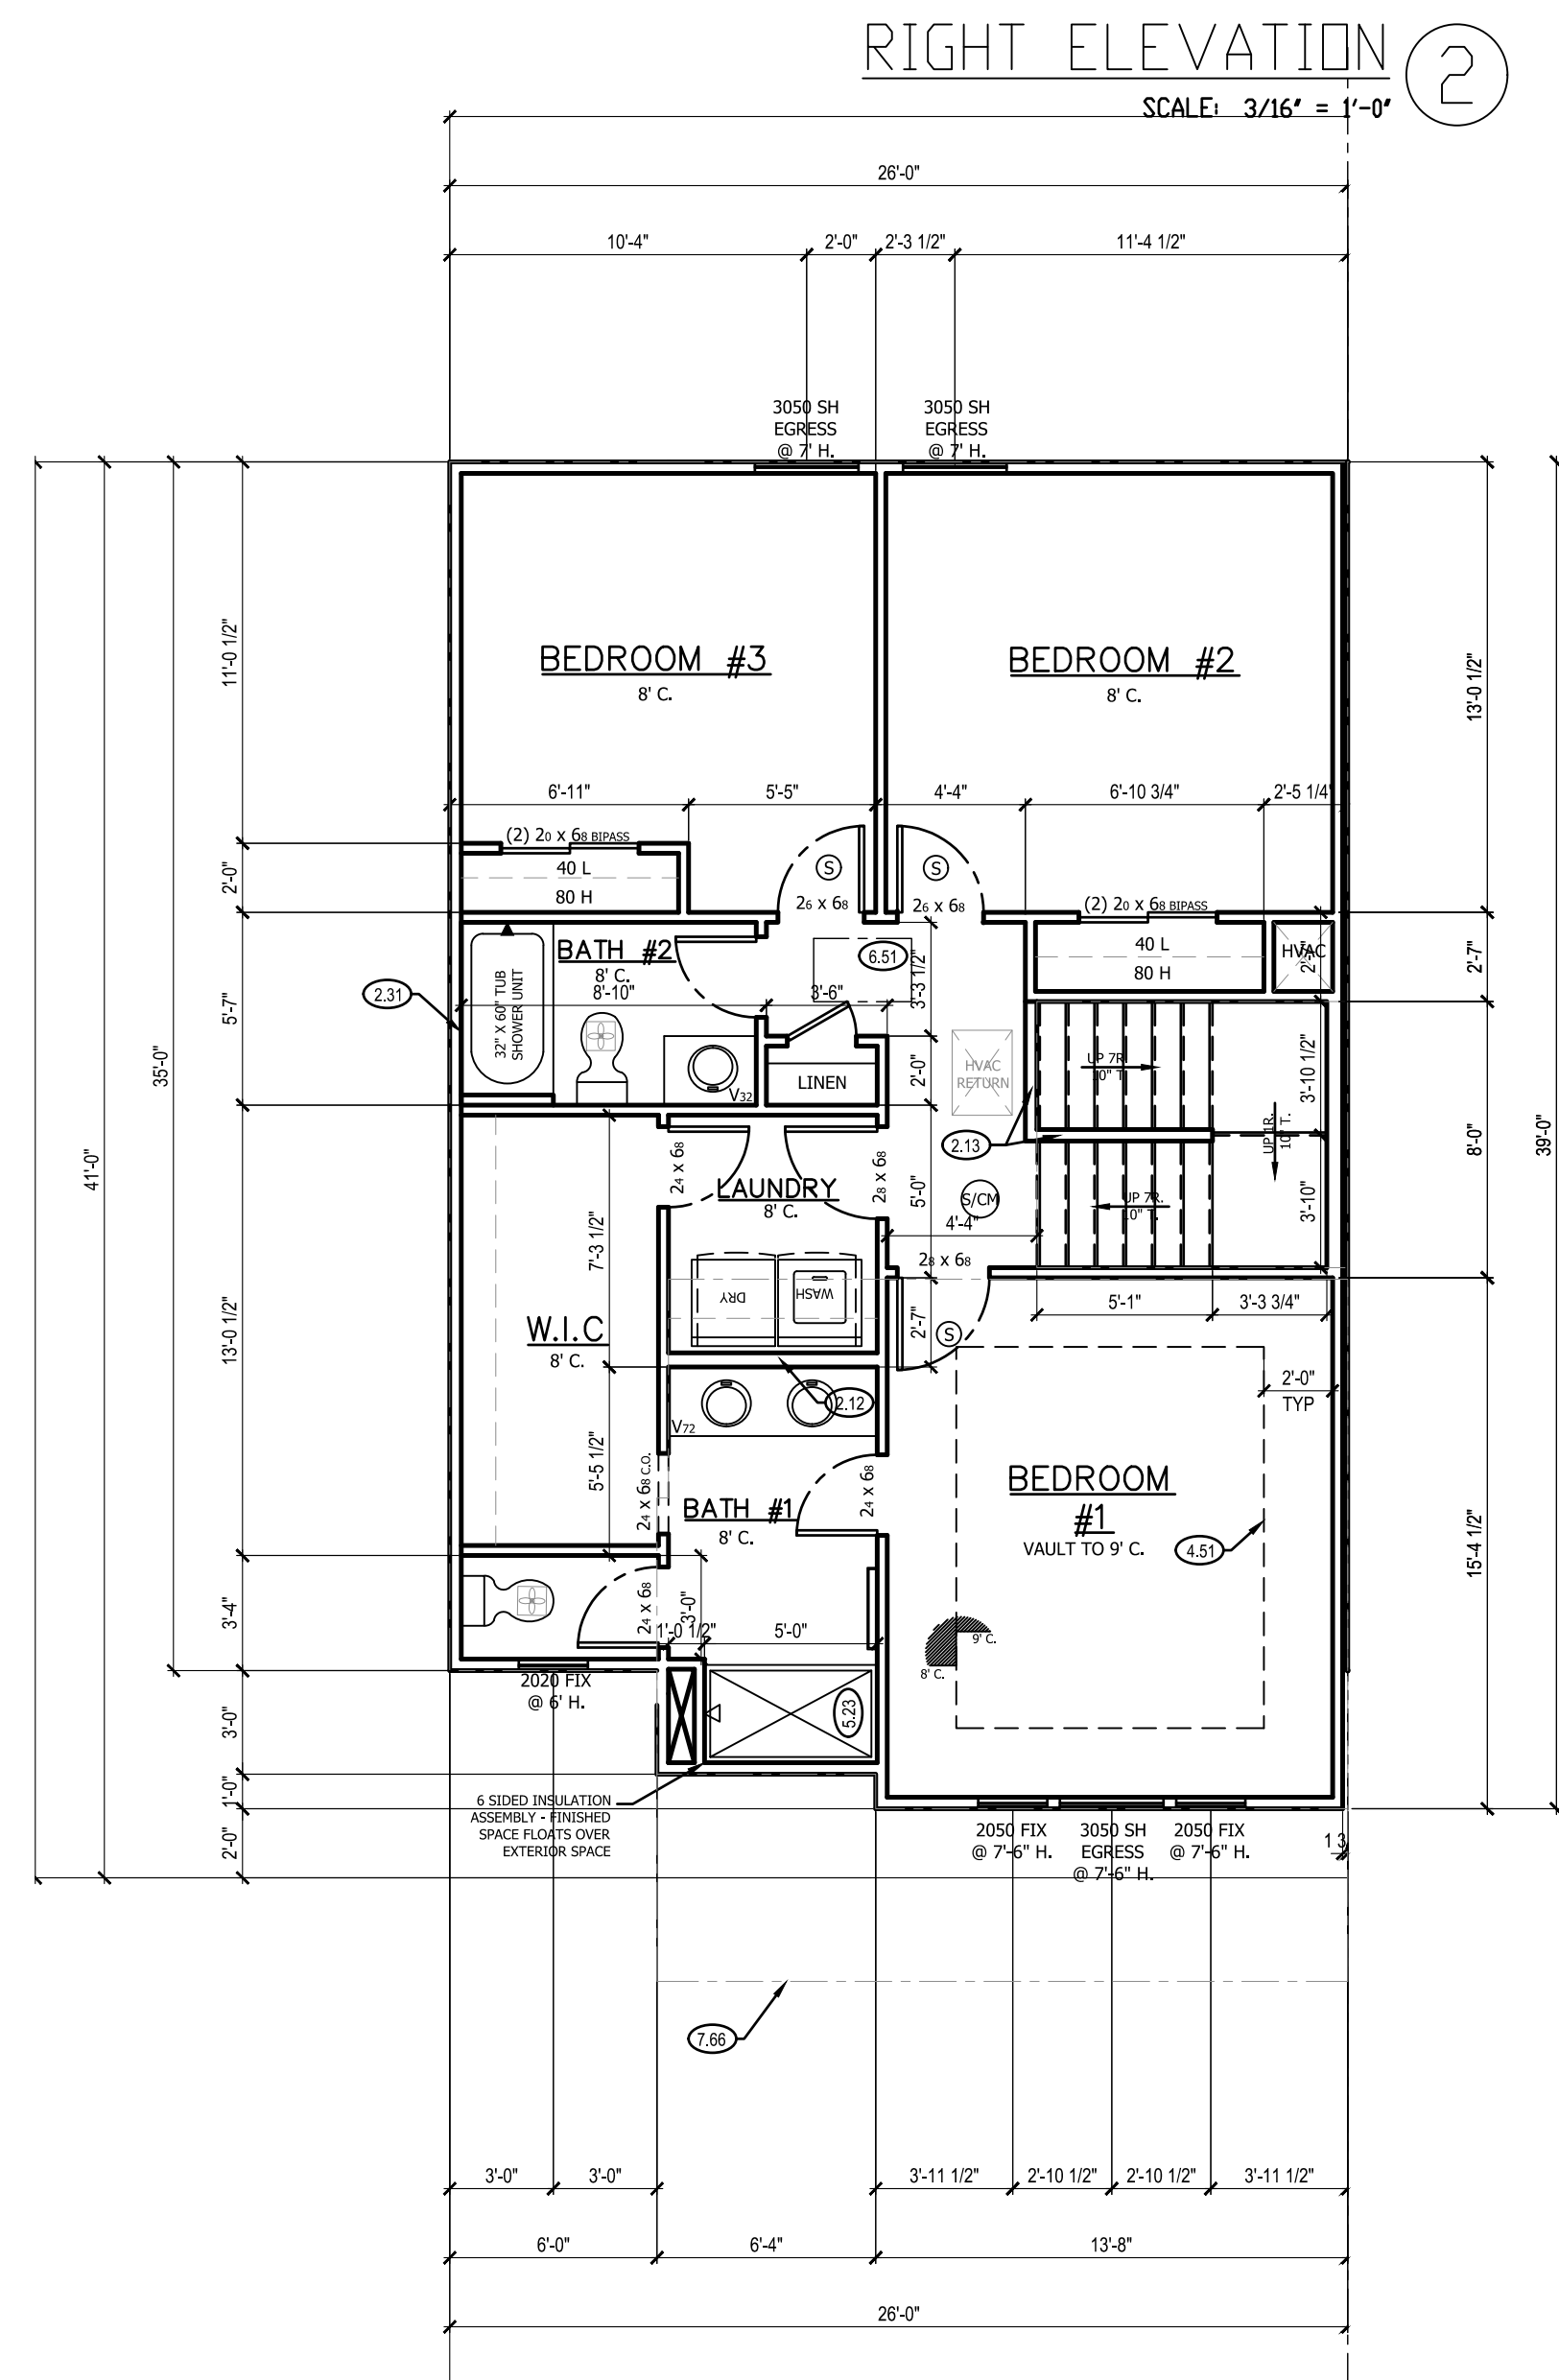 RIGHT ELEVATION 2
SCALE: 3/16" = 1'-0"
26'-0"
10'-4" 2'-0" 2'-3 1/2" 11'-4 1/2"
3050 SH
EGRESS
@ 7' H.
3050 SH
EGRESS
@ 7' H.
41'-0"
35'-0"
11'-0 1/2"
2'-0"
5'-7"
13'-0 1/2"
3'-4"
3'-0"
1'-0"
2'-0"
BEDROOM #3
8' C.
BEDROOM #2
8' C.
13'-0 1/2"
2'-7"
8'-0"
15'-4 1/2"
39'-0"
6'-11" 5'-5" 4'-4" 6'-10 3/4" 2'-5 1/4"
(2) 20 x 68 BIPASS
40 L
80 H
S
26 x 68
S
26 x 68
(2) 20 x 68 BIPASS
40 L
80 H
HVAC
2'-7"
BATH #2
8' C.
8'-10"
3'-6"
6.51
3'-3 1/2"
2.31
32" X 60" TUB
SHOWER UNIT
V32
LINEN
2'-0"
HVAC
RETURN
UP 7R.
10" T.
3'-10 1/2"
UP 1R.
10" T.
2.13
S/CM
UP 7R.
10" T.
3'-10"
24 x 68
LAUNDRY
8' C.
28 x 68
5'-0"
4'-4"
28 x 68
7'-3 1/2"
DRY
WASH
5'-1" 3'-3 3/4"
2'-7"
S
W.I.C
8' C.
2.12
2'-0"
TYP
V72
5'-5 1/2"
24 x 68 C.O.
BATH #1
8' C.
24 x 68
BEDROOM
#1
VAULT TO 9' C.
4.51
24 x 68
3'-0"
1'-0 1/2" 5'-0"
9' C.
8' C.
2020 FIX
@ 6' H.
5.23
6 SIDED INSULATION
ASSEMBLY - FINISHED
SPACE FLOATS OVER
EXTERIOR SPACE
2050 FIX
@ 7'-6" H.
3050 SH
EGRESS
@ 7'-6" H.
2050 FIX
@ 7'-6" H.
1 3
7.66
3'-0" 3'-0" 3'-11 1/2" 2'-10 1/2" 2'-10 1/2" 3'-11 1/2"
6'-0" 6'-4" 13'-8"
26'-0"